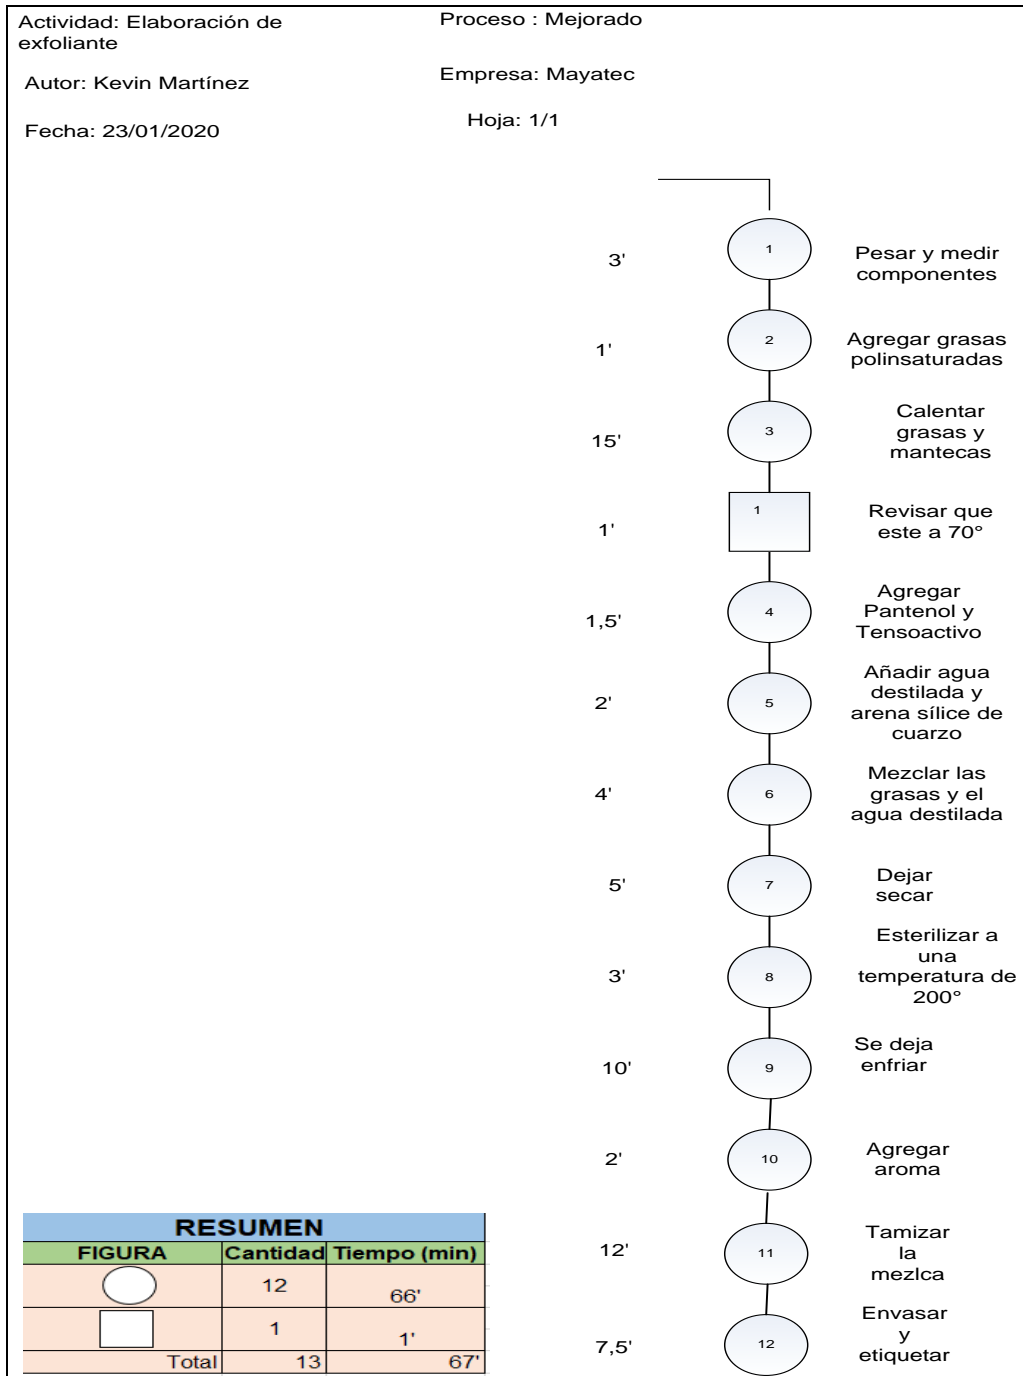 Actividad: Elaboración de
exfoliante
Proceso : Mejorado
Autor: Kevin Martínez
Empresa: Mayatec
Fecha: 23/01/2020
Hoja: 1/1
3'
1
Pesar y medir
componentes
1'
2
Agregar grasas
polinsaturadas
15'
3
Calentar
grasas y
mantecas
1'
1
Revisar que
este a 70°
1,5'
4
Agregar
Pantenol y
Tensoactivo
2'
5
Añadir agua
destilada y
arena sílice de
cuarzo
4'
6
Mezclar las
grasas y el
agua destilada
5'
7
Dejar
secar
3'
8
Esterilizar a
una
temperatura de
200°
10'
9
Se deja
enfriar
2'
10
Agregar
aroma
12'
11
Tamizar
la
mezlca
7,5'
12
Envasar
y
etiquetar
RESUMEN
FIGURA Cantidad Tiempo (min)
12 66'
1 1'
Total 13 67'